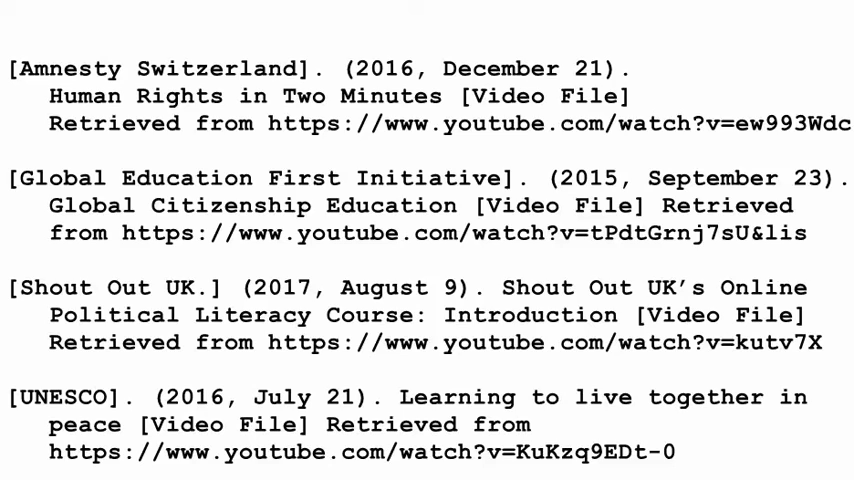 [Amnesty Switzerland]. (2016, December 21).
Human Rights in Two Minutes [Video File]
Retrieved from https://www.youtube.com/watch?v=ew993Wdc
[Global Education First Initiative]. (2015, September 23).
Global Citizenship Education [Video File] Retrieved
from https://www.youtube.com/watch?v=tPdtGrnj7sU&lis
[Shout Out UK.] (2017, August 9). Shout Out UK’s Online
Political Literacy Course: Introduction [Video File]
Retrieved from https://www.youtube.com/watch?v=kutv7X
[UNESCO]. (2016, July 21). Learning to live together in
peace [Video File] Retrieved from
https://www.youtube.com/watch?v=KuKzq9EDt-0